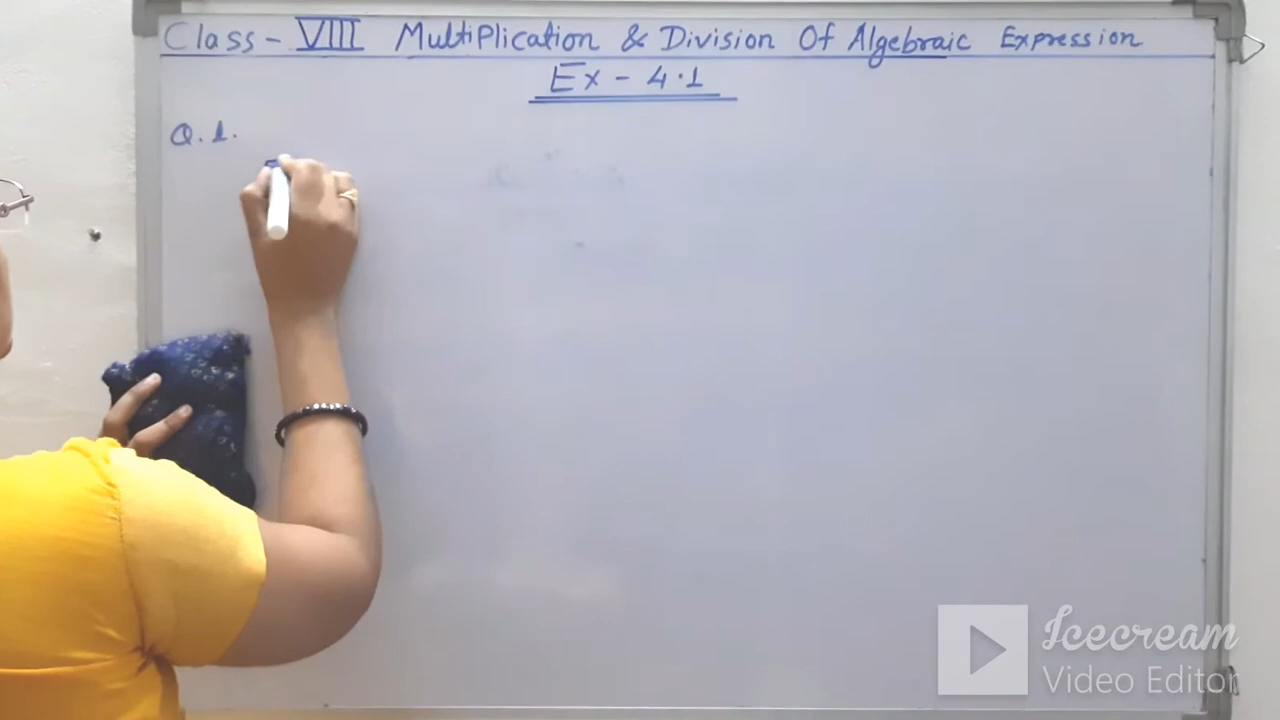 Class - VIII Multiplication & Division Of Algebraic Expression
Ex - 4.1
Q. 1.
Icecream
Video Editor